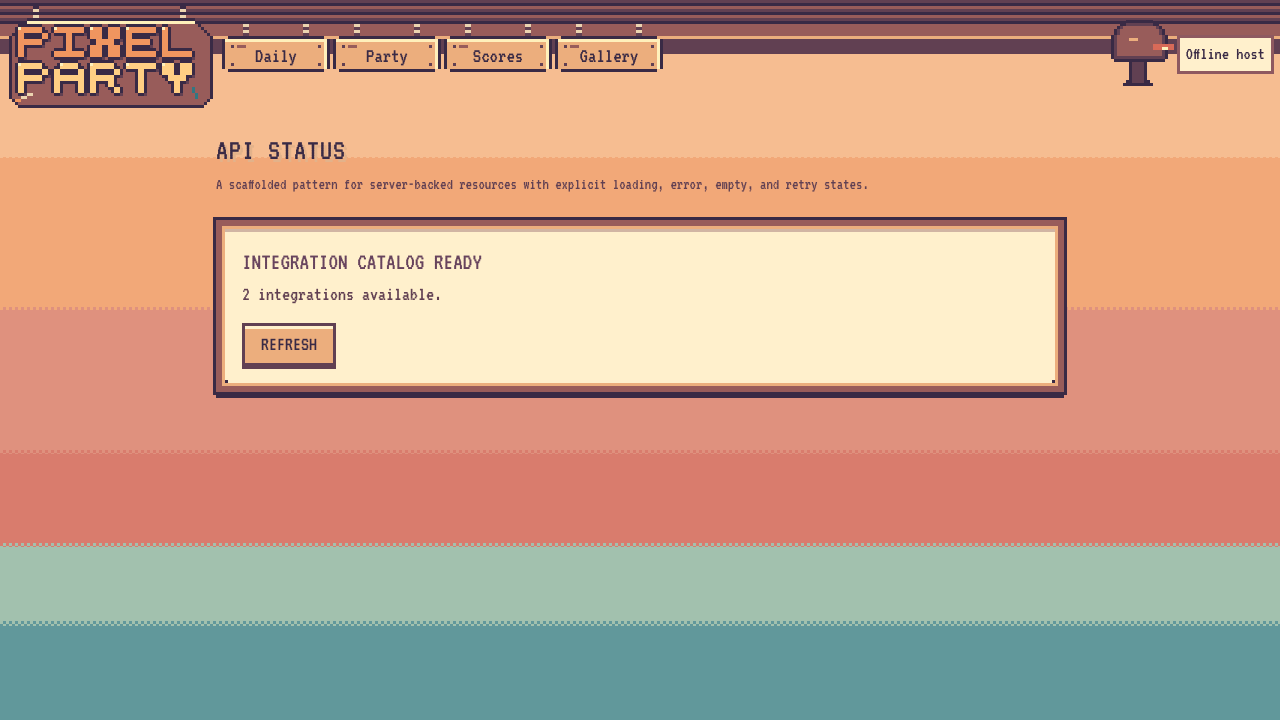 PIXEL
PARTY
Daily
Party
Scores
Gallery
Offline host
API STATUS
A scaffolded pattern for server-backed resources with explicit loading, error, empty, and retry states.
INTEGRATION CATALOG READY
2 integrations available.
REFRESH